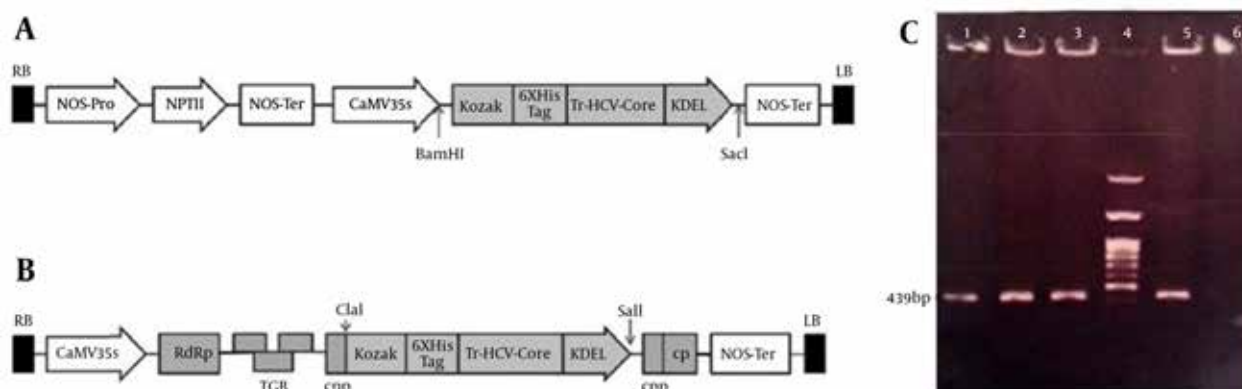 A
RB
LB
NOS-Pro
NPTII
NOS-Ter
CaMV35s
Kozak
6XHis
Tag
Tr-HCV-Core
KDEL
NOS-Ter
BamHI
SacI
B
ClaI
SalI
RB
LB
CaMV35s
RdRp
Kozak
6XHis
Tag
Tr-HCV-Core
KDEL
cp
NOS-Ter
TGB
cpp
cpp
C
1 2 3 4 5 6
439bp